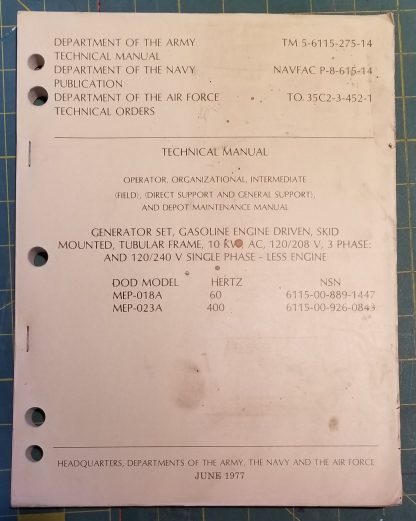 DEPARTMENT OF THE ARMY TM 5-6115-275-14
TECHNICAL MANUAL
DEPARTMENT OF THE NAVY NAVFAC P-8-615-14
PUBLICATION
DEPARTMENT OF THE AIR FORCE TO. 35C2-3-452-1
TECHNICAL ORDERS
TECHNICAL MANUAL
OPERATOR, ORGANIZATIONAL, INTERMEDIATE
(FIELD), (DIRECT SUPPORT AND GENERAL SUPPORT),
AND DEPOT MAINTENANCE MANUAL
GENERATOR SET, GASOLINE ENGINE DRIVEN, SKID
MOUNTED, TUBULAR FRAME, 10 KW AC, 120/208 V, 3 PHASE:
AND 120/240 V SINGLE PHASE - LESS ENGINE
DOD MODEL HERTZ NSN
MEP-018A 60 6115-00-889-1447
MEP-023A 400 6115-00-926-0843
HEADQUARTERS, DEPARTMENTS OF THE ARMY, THE NAVY AND THE AIR FORCE
JUNE 1977